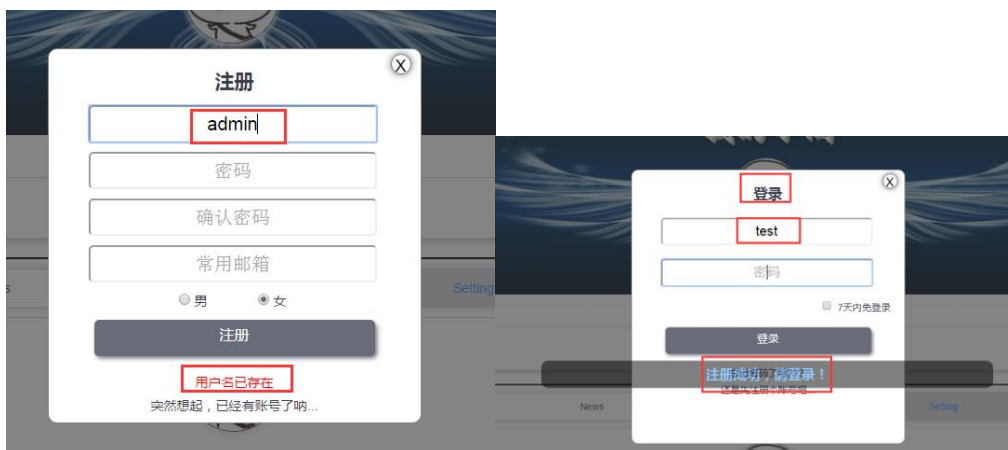 X
注册
admin
密码
确认密码
常用邮箱
男 女
Setting
注册
用户名已存在
突然想起，已经有账号了呐...
X
登录
test
密码
7天内免登录
登录
注册成功，请登录！
News
Setting